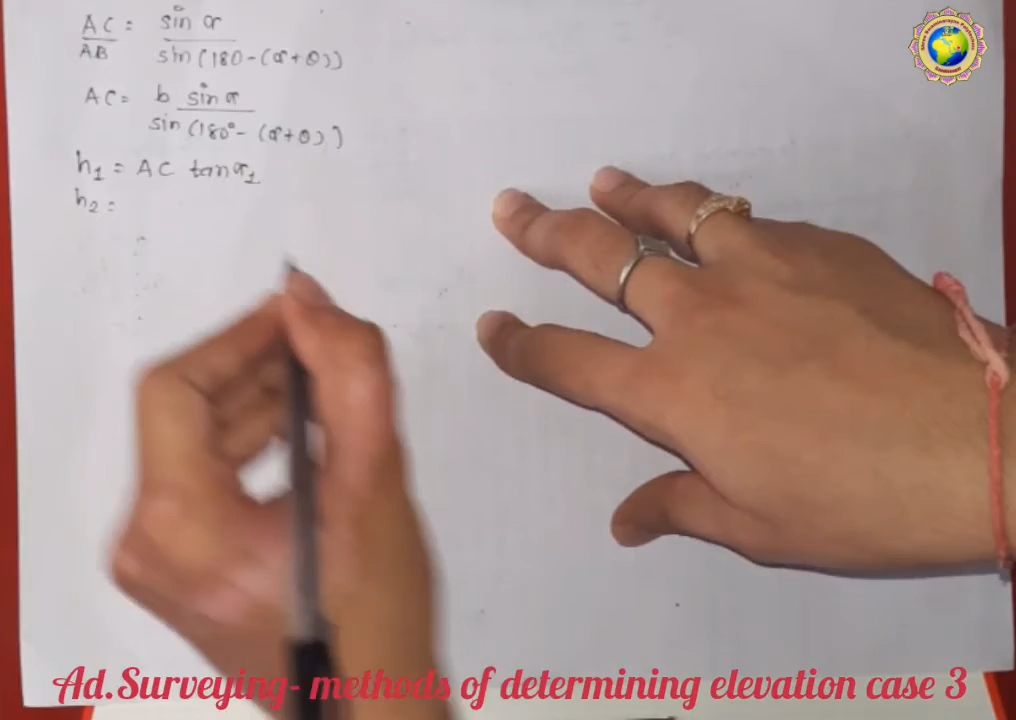 AC = sin α
AB sin (180 - (α + θ))
AC = b sin α
sin (180° - (α + θ))
h₁ = AC tan α₁
h₂ =
Ad.Surveying- methods of determining elevation case 3